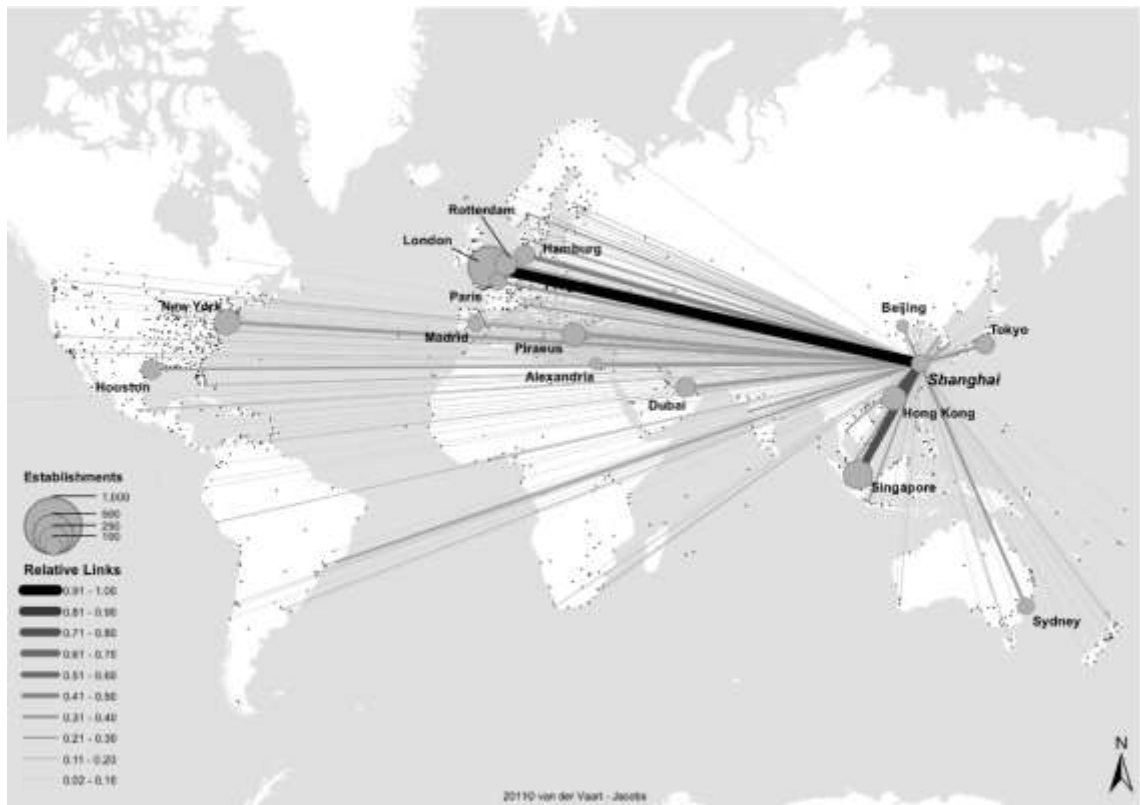 Rotterdam
London
Hamburg
Paris
New York
Beijing
Tokyo
Madrid
Piraeus
Alexandria
Shanghai
Houston
Dubai
Hong Kong
Singapore
Sydney
Establishments
1,000
500
250
100
Relative Links
0.91 - 1.00
0.81 - 0.90
0.71 - 0.80
0.61 - 0.70
0.51 - 0.60
0.41 - 0.50
0.31 - 0.40
0.21 - 0.30
0.11 - 0.20
0.02 - 0.10
N
2011© van der Vaart - Jacobs